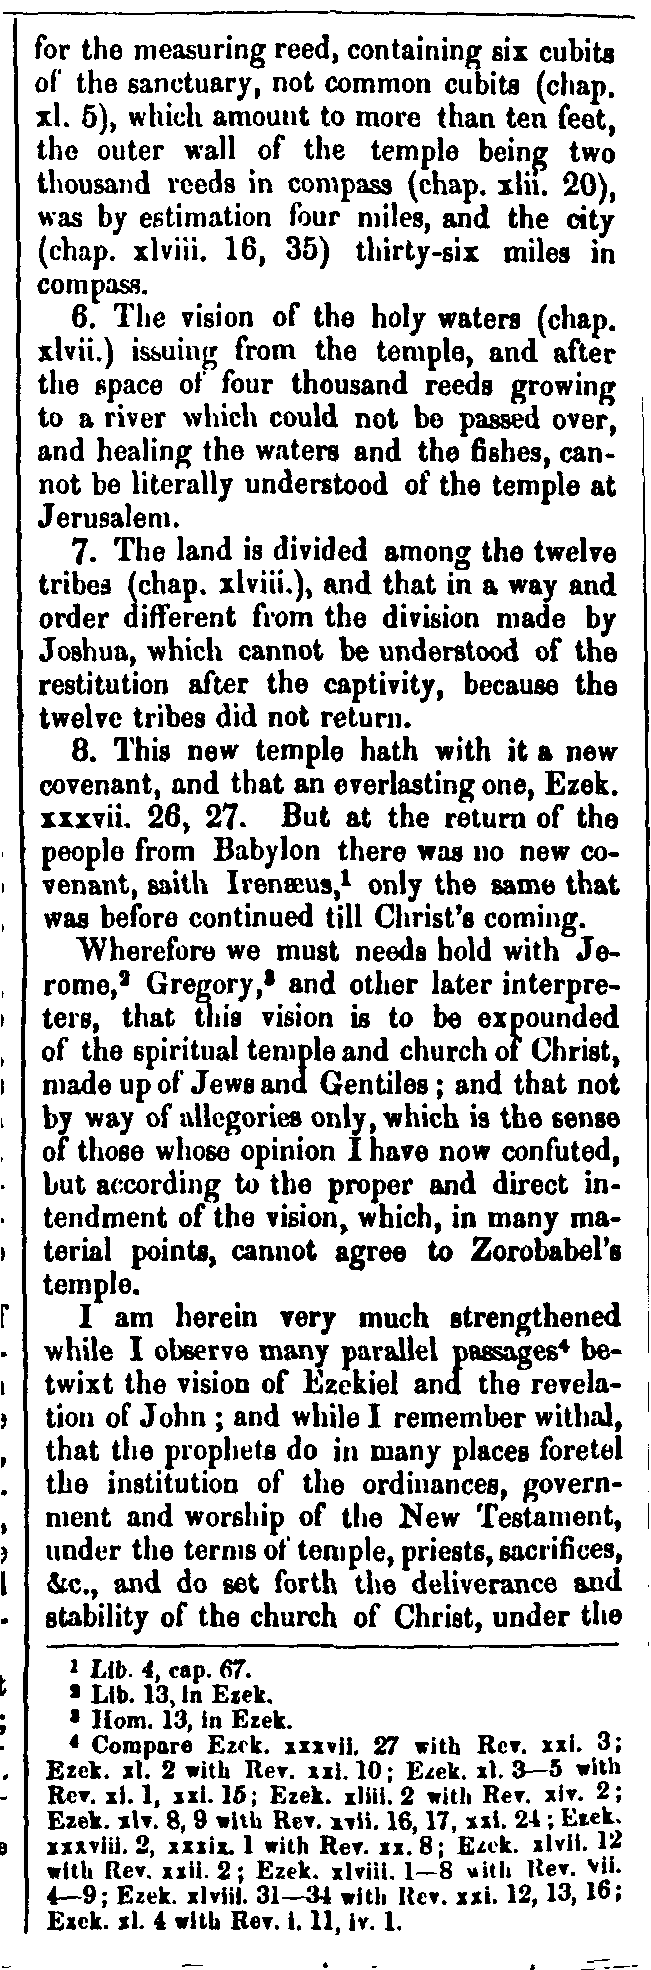 for the measuring reed, containing six cubits
of the sanctuary, not common cubits (chap.
xl. 5), which amount to more than ten feet,
the outer wall of the temple being two
thousand reeds in compass (chap. xlii. 20),
was by estimation four miles, and the city
(chap. xlviii. 16, 35) thirty-six miles in
compass.
6. The vision of the holy waters (chap.
xlvii.) issuing from the temple, and after
the space of four thousand reeds growing
to a river which could not be passed over,
and healing the waters and the fishes, can-
not be literally understood of the temple at
Jerusalem.
7. The land is divided among the twelve
tribes (chap. xlviii.), and that in a way and
order different from the division made by
Joshua, which cannot be understood of the
restitution after the captivity, because the
twelve tribes did not return.
8. This new temple hath with it a new
covenant, and that an everlasting one, Ezek.
xxxvii. 26, 27. But at the return of the
people from Babylon there was no new co-
venant, saith Irenæus,¹ only the same that
was before continued till Christ's coming.
Wherefore we must needs hold with Je-
rome,² Gregory,³ and other later interpre-
ters, that this vision is to be expounded
of the spiritual temple and church of Christ,
made up of Jews and Gentiles; and that not
by way of allegories only, which is the sense
of those whose opinion I have now confuted,
but according to the proper and direct in-
tendment of the vision, which, in many ma-
terial points, cannot agree to Zorobabel's
temple.
I am herein very much strengthened
while I observe many parallel passages⁴ be-
twixt the vision of Ezekiel and the revela-
tion of John; and while I remember withal,
that the prophets do in many places foretel
the institution of the ordinances, govern-
ment and worship of the New Testament,
under the terms of temple, priests, sacrifices,
&c., and do set forth the deliverance and
stability of the church of Christ, under the
¹ Lib. 4, cap. 67.
² Lib. 13, in Ezek.
³ Hom. 13, in Ezek.
⁴ Compare Ezek. xxxvii. 27 with Rev. xxi. 3;
Ezek. xl. 2 with Rev. xxi. 10; Ezek. xl. 3—5 with
Rev. xi. 1, xxi. 15; Ezek. xliii. 2 with Rev. xiv. 2;
Ezek. xlv. 8, 9 with Rev. xvii. 16, 17, xxi. 24; Ezek.
xxxviii. 2, xxxix. 1 with Rev. xx. 8; Ezek. xlvii. 12
with Rev. xxii. 2; Ezek. xlviii. 1—8 with Rev. vii.
4—9; Ezek. xlviii. 31—34 with Rev. xxi. 12, 13, 16;
Ezek. xl. 4 with Rev. i. 11, iv. 1.